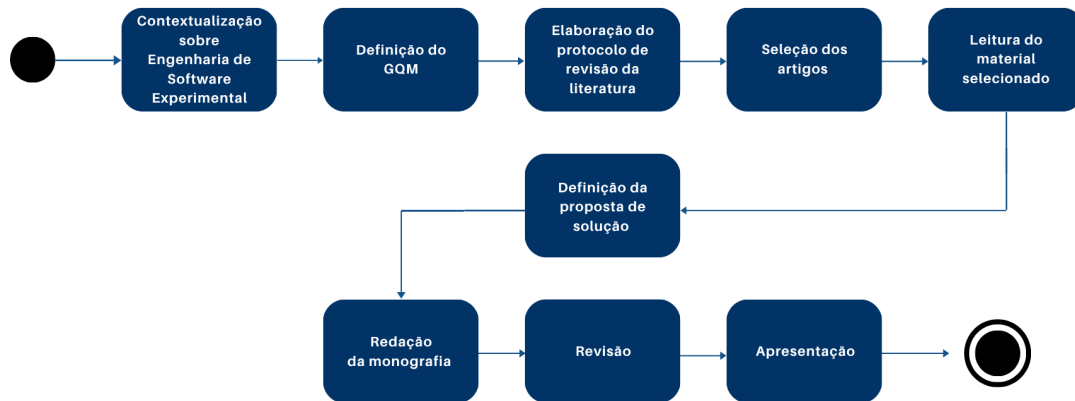 Contextualização
sobre
Engenharia de
Software
Experimental
Definição do
GQM
Elaboração do
protocolo de
revisão da
literatura
Seleção dos
artigos
Leitura do
material
selecionado
Definição da
proposta de
solução
Redação
da monografia
Revisão
Apresentação